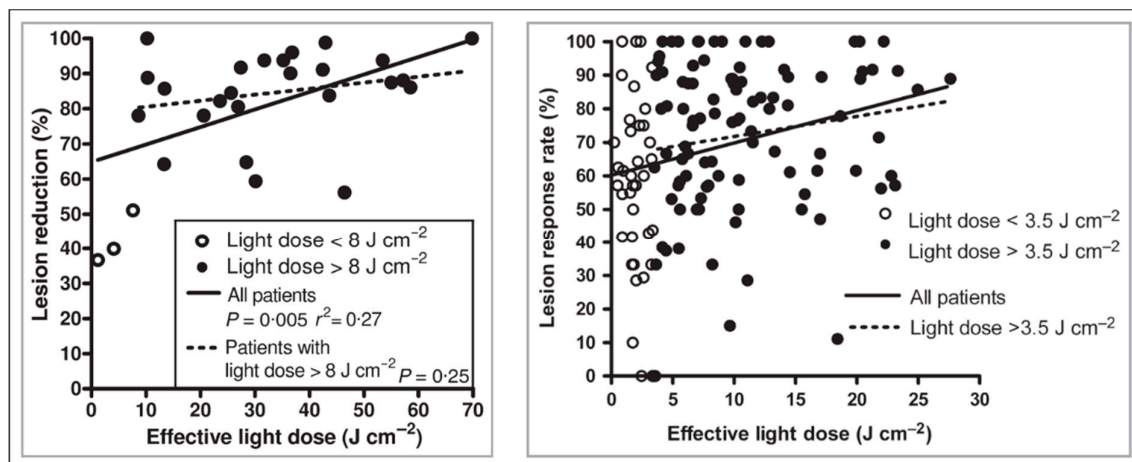 Lesion reduction (%)
100
90
80
70
60
50
40
30
20
10
0
Light dose < 8 J cm⁻²
Light dose > 8 J cm⁻²
All patients
P = 0·005 r² = 0·27
Patients with
light dose > 8 J cm⁻² P = 0·25
0 10 20 30 40 50 60 70
Effective light dose (J cm⁻²)
Lesion response rate (%)
100
90
80
70
60
50
40
30
20
10
0
Light dose < 3.5 J cm⁻²
Light dose > 3.5 J cm⁻²
All patients
Light dose >3.5 J cm⁻²
0 5 10 15 20 25 30
Effective light dose (J cm⁻²)